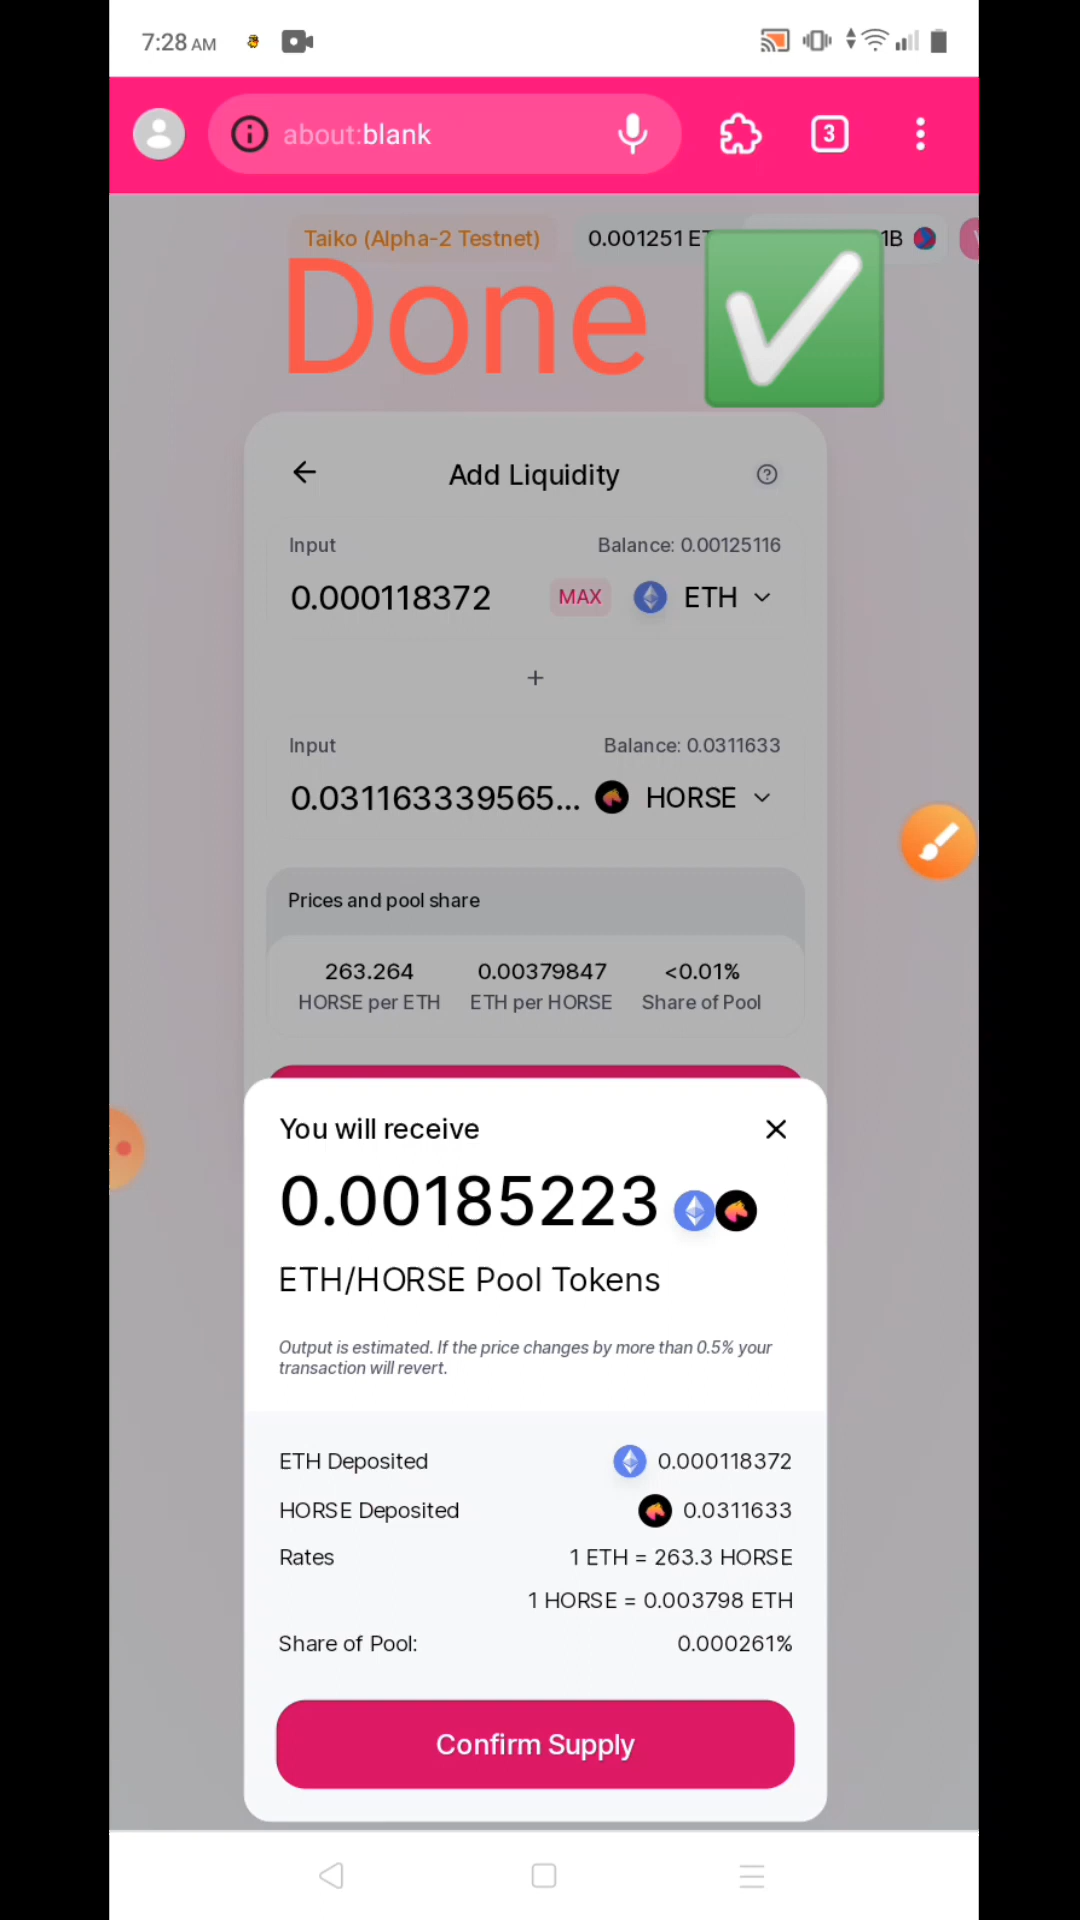 7:28 AM
about:blank
3
Taiko (Alpha-2 Testnet)
0.001251 ET
1B
Done
Add Liquidity
Input
Balance: 0.00125116
0.000118372
MAX
ETH
+
Input
Balance: 0.0311633
0.031163339565...
HORSE
Prices and pool share
263.264
0.00379847
<0.01%
HORSE per ETH
ETH per HORSE
Share of Pool
You will receive
0.00185223
ETH/HORSE Pool Tokens
Output is estimated. If the price changes by more than 0.5% your
transaction will revert.
ETH Deposited
0.000118372
HORSE Deposited
0.0311633
Rates
1 ETH = 263.3 HORSE
1 HORSE = 0.003798 ETH
Share of Pool:
0.000261%
Confirm Supply